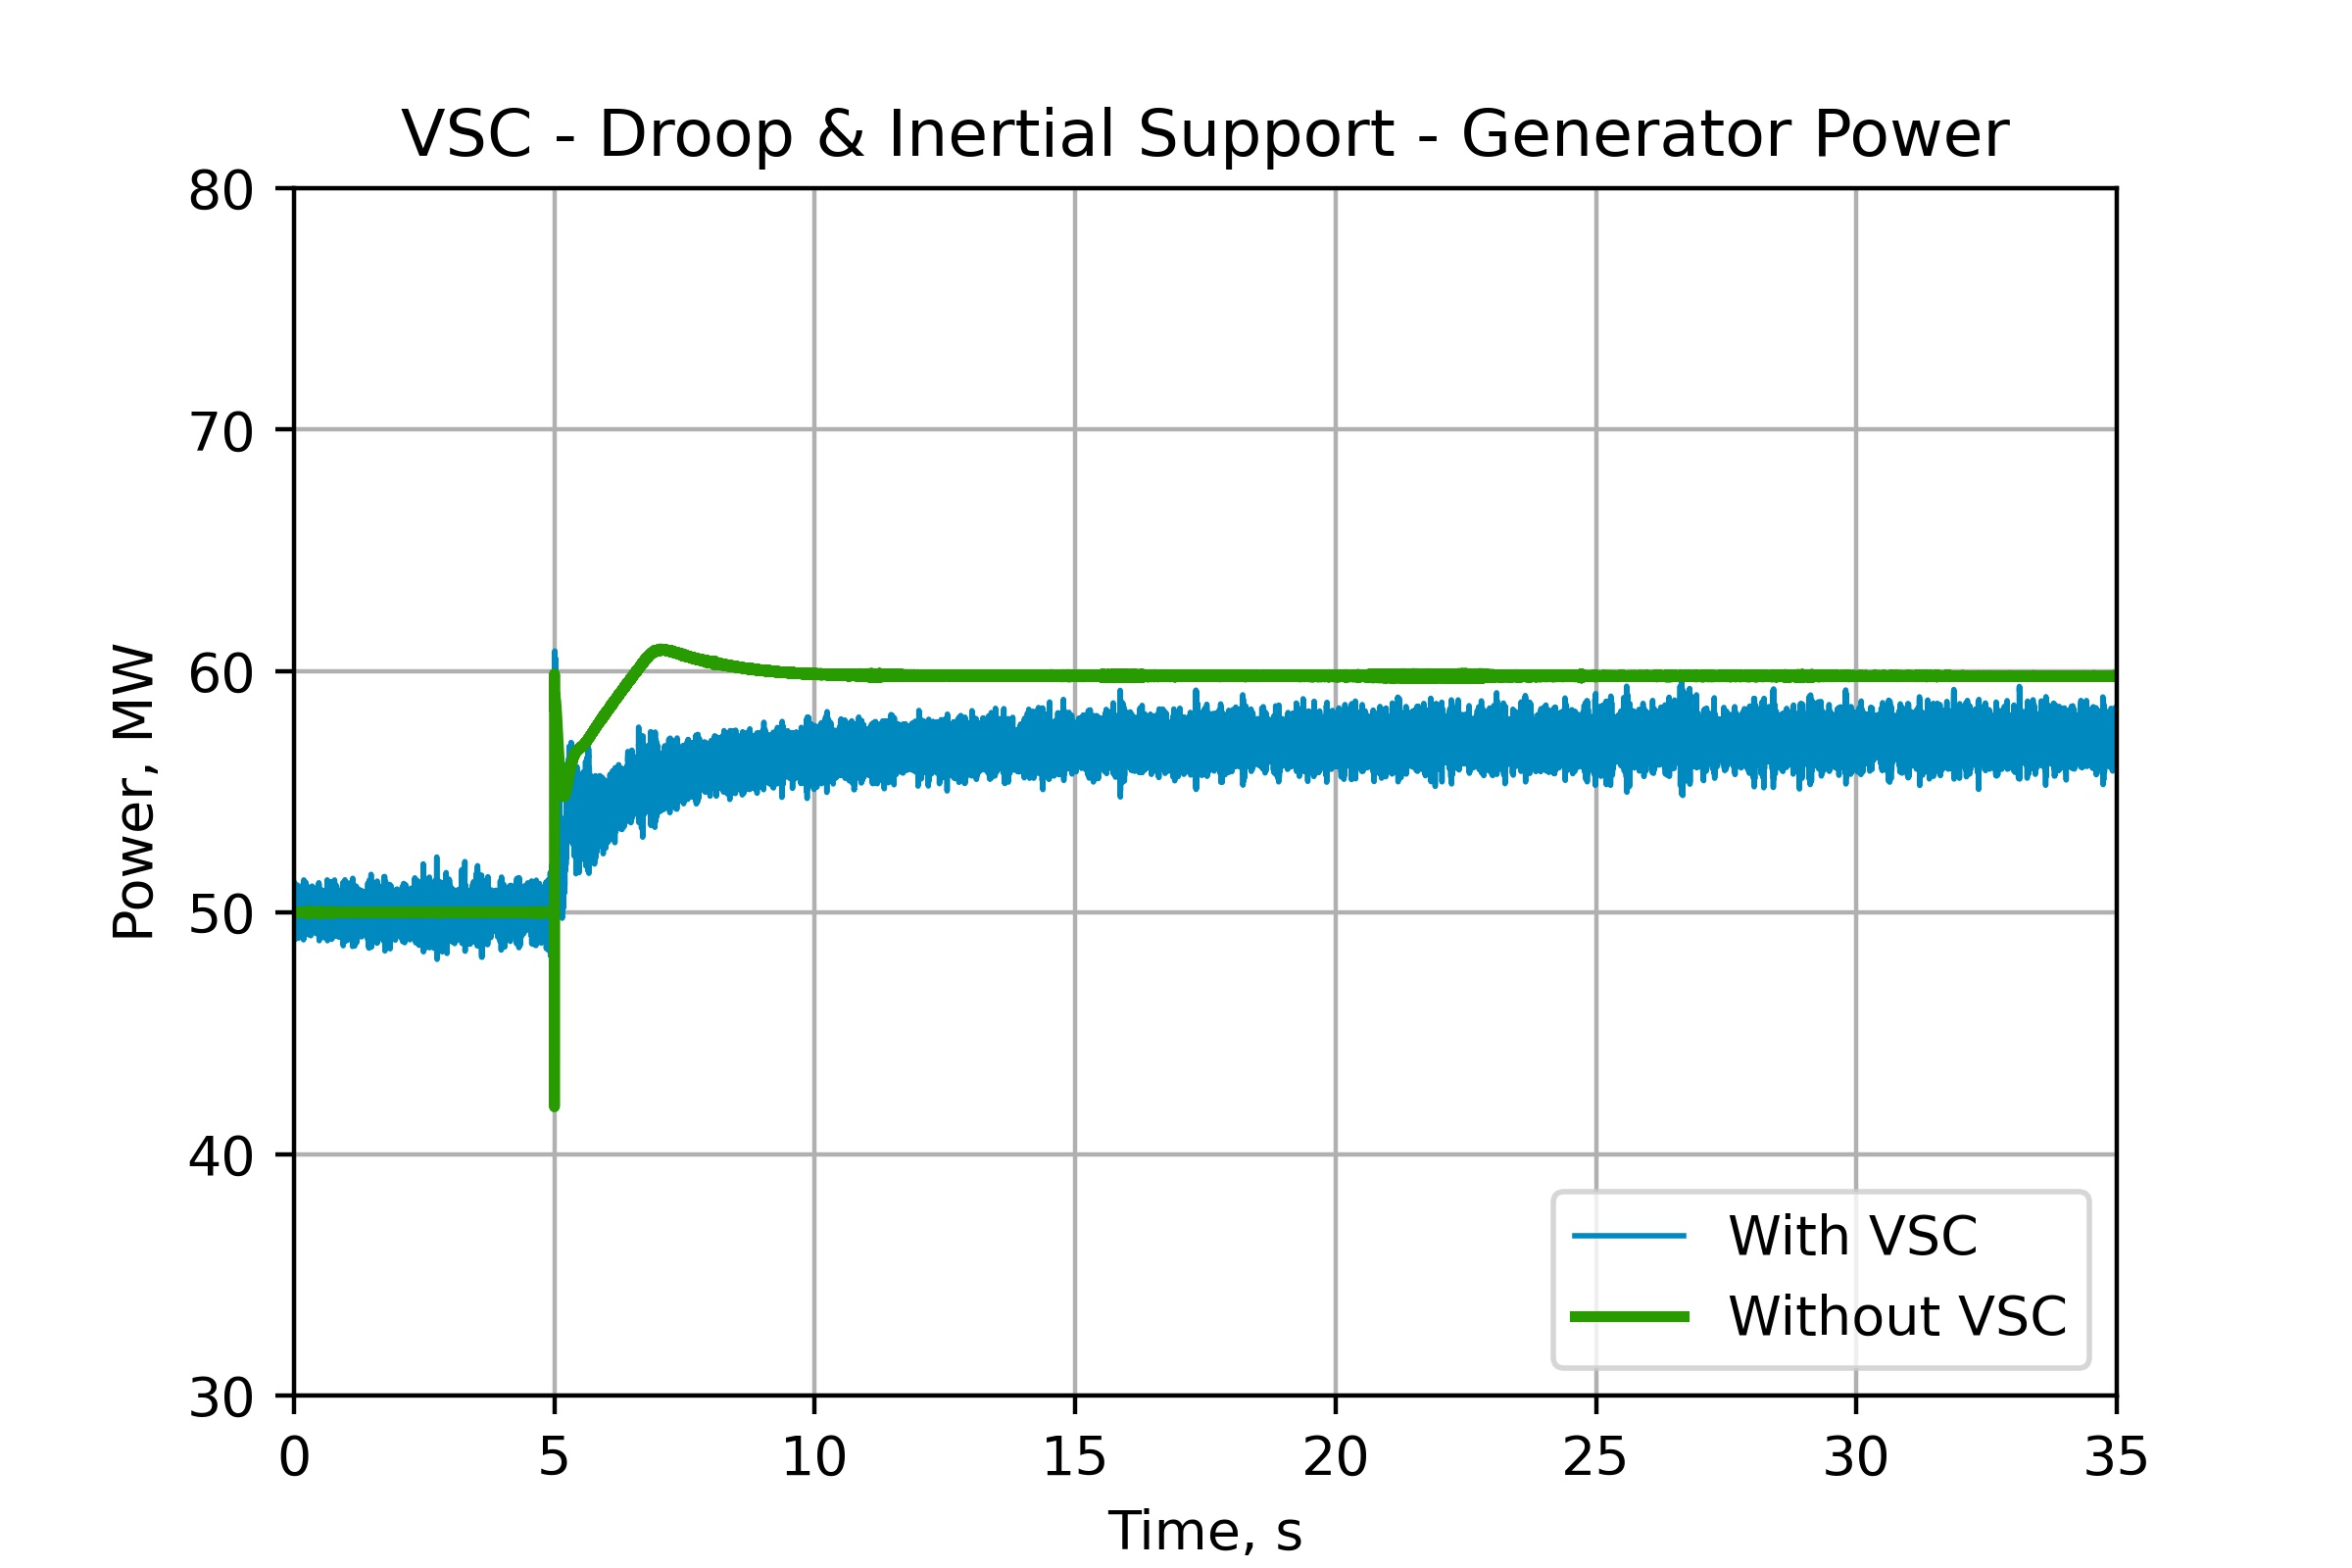 VSC - Droop & Inertial Support - Generator Power
80
70
60
50
40
30
Power, MW
With VSC
Without VSC
0 5 10 15 20 25 30 35
Time, s